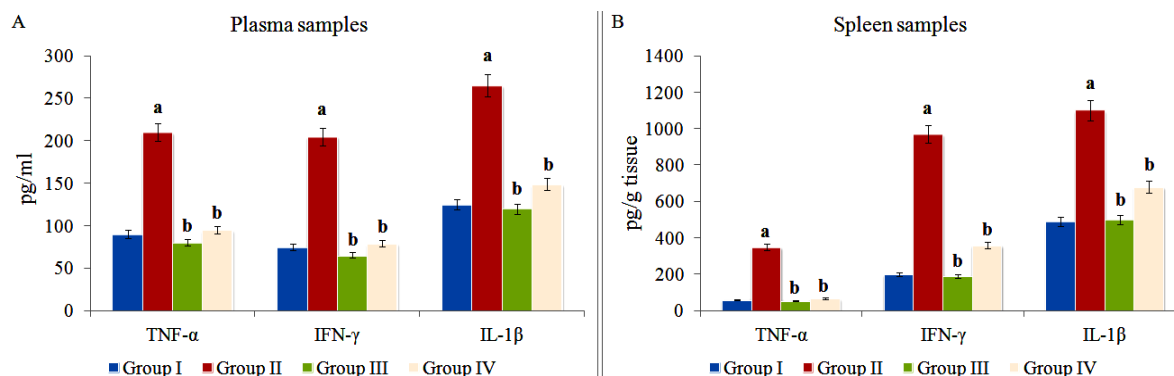 A
Plasma samples
pg/ml
300
250
200
150
100
50
0
a
b
b
a
b
b
a
b
b
TNF-α
IFN-γ
IL-1β
Group I
Group II
Group III
Group IV
B
Spleen samples
pg/g tissue
1400
1200
1000
800
600
400
200
0
a
b
b
a
b
b
a
b
b
TNF-α
IFN-γ
IL-1β
Group I
Group II
Group III
Group IV